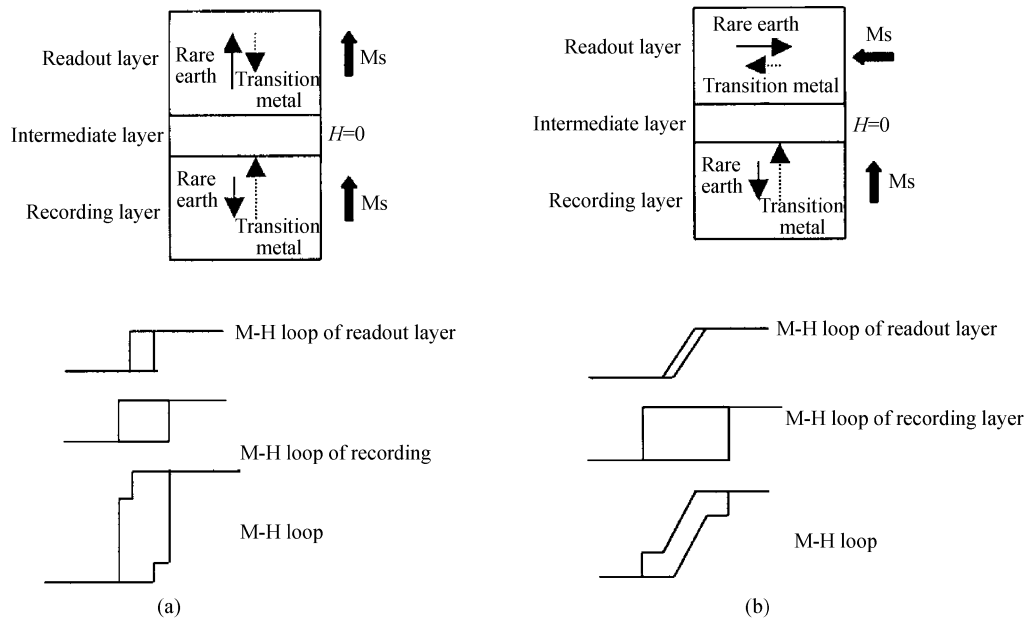 Readout layer
Rare
earth
Transition
metal
Ms
Intermediate layer
H=0
Recording layer
Rare
earth
Transition
metal
Ms
M-H loop of readout layer
M-H loop of recording
M-H loop
(a)
Readout layer
Rare earth
Transition metal
Ms
Intermediate layer
H=0
Recording layer
Rare
earth
Transition
metal
Ms
M-H loop of readout layer
M-H loop of recording layer
M-H loop
(b)